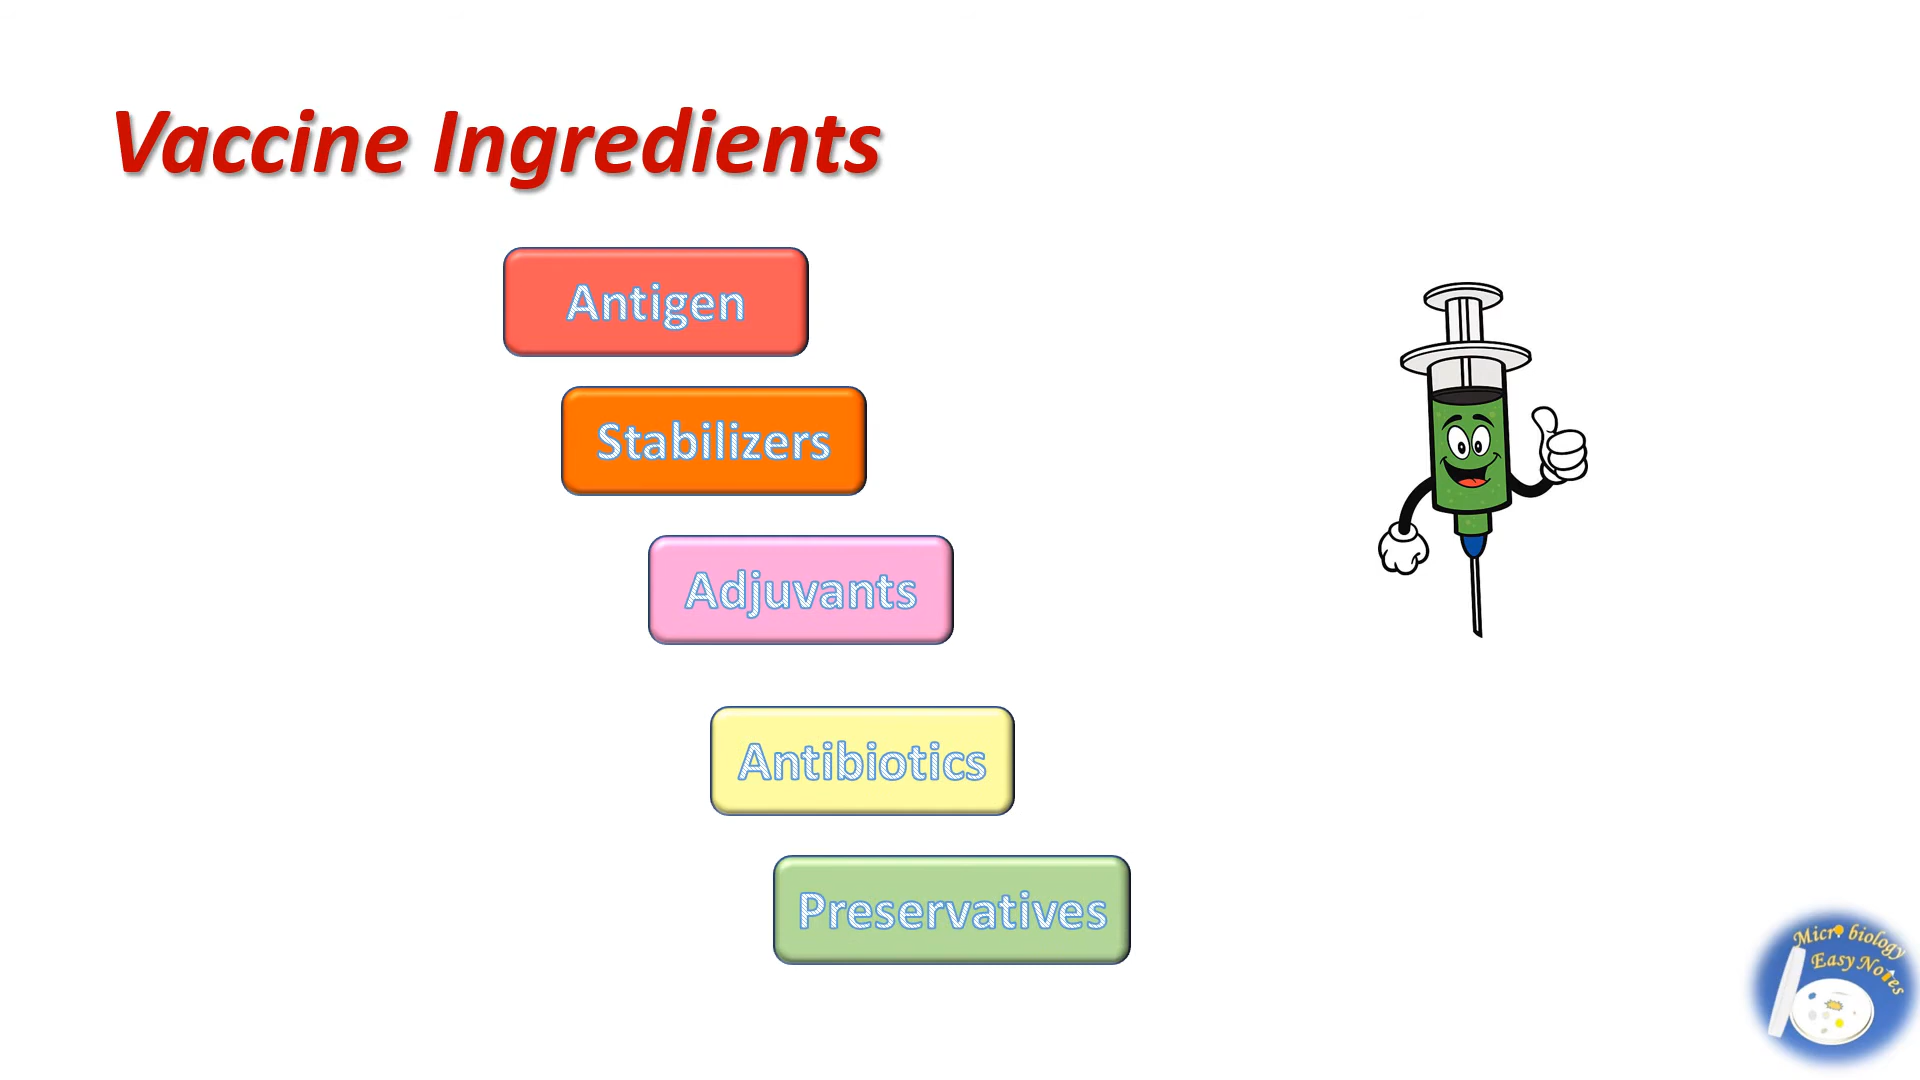 Vaccine Ingredients
Antigen
Stabilizers
Adjuvants
Antibiotics
Preservatives
Micro biology
Easy Notes